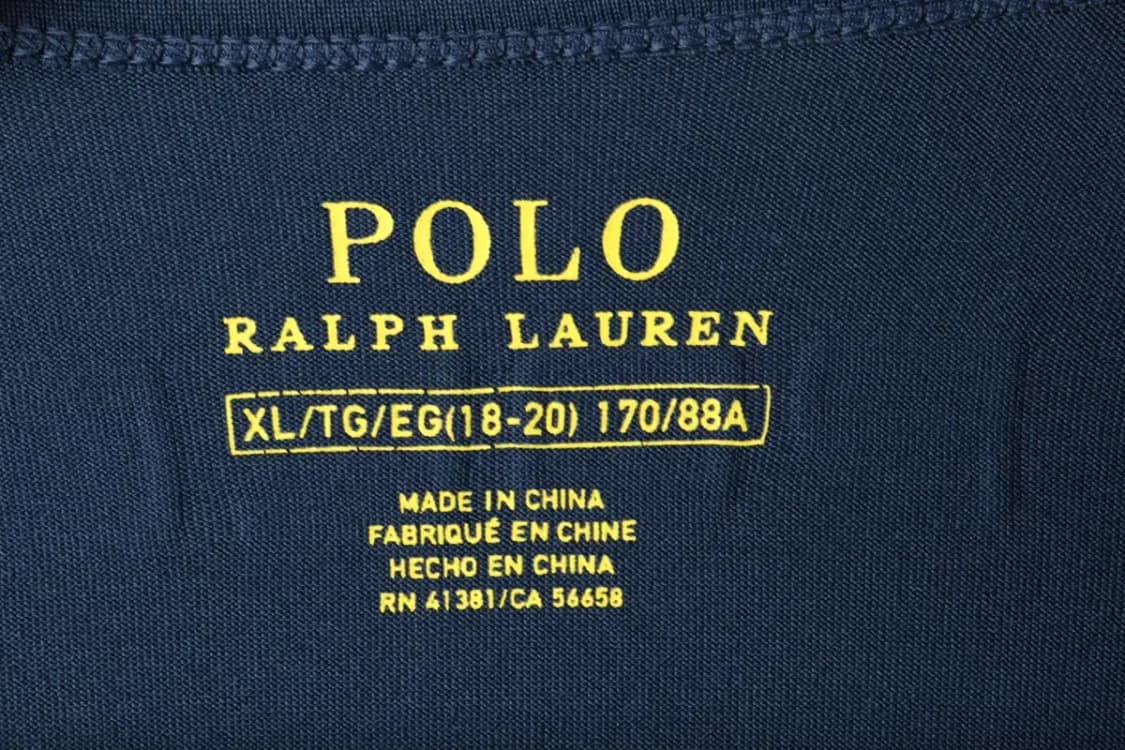 POLO
RALPH LAUREN
XL/TG/EG(18-20) 170/88A
MADE IN CHINA
FABRIQUÉ EN CHINE
HECHO EN CHINA
RN 41381/CA 56658